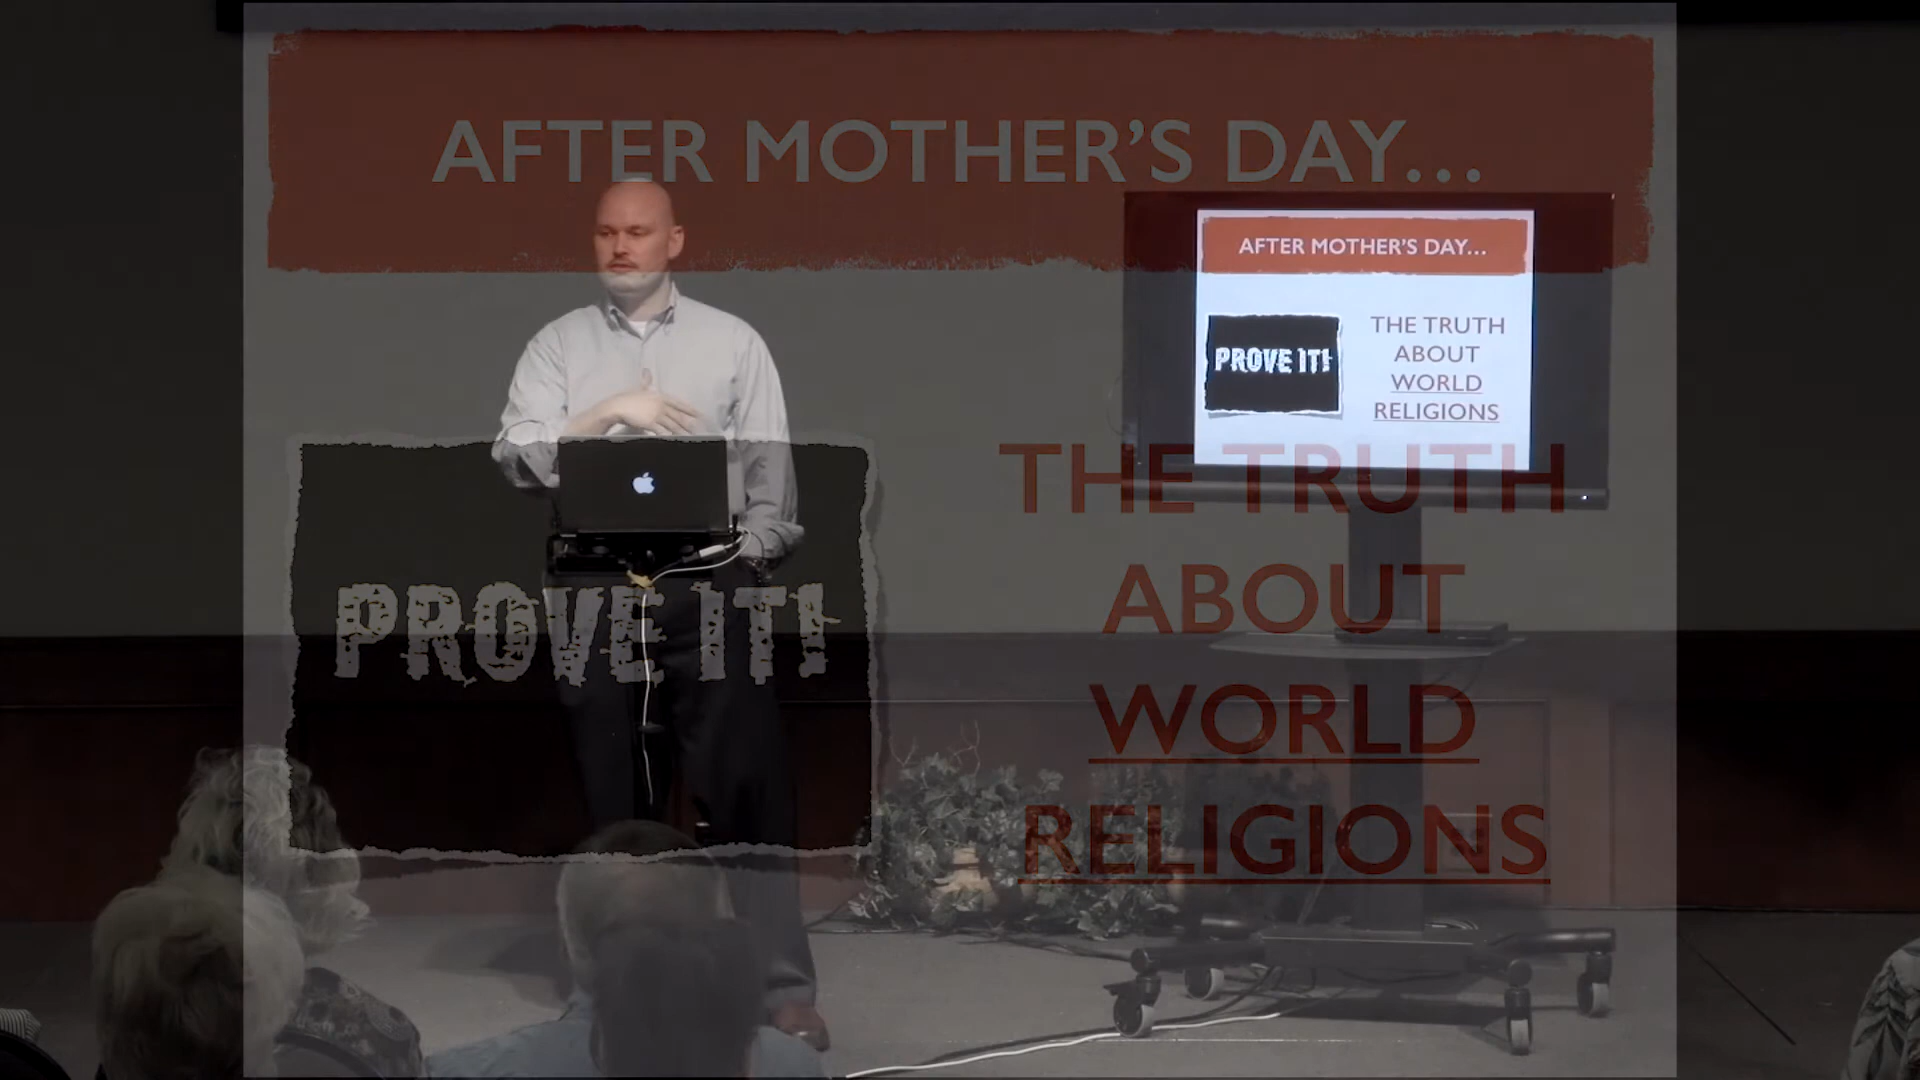 AFTER MOTHER'S DAY...
AFTER MOTHER'S DAY...
PROVE IT!
THE TRUTH
ABOUT
WORLD
RELIGIONS
PROVE IT!
THE TRUTH
ABOUT
WORLD
RELIGIONS